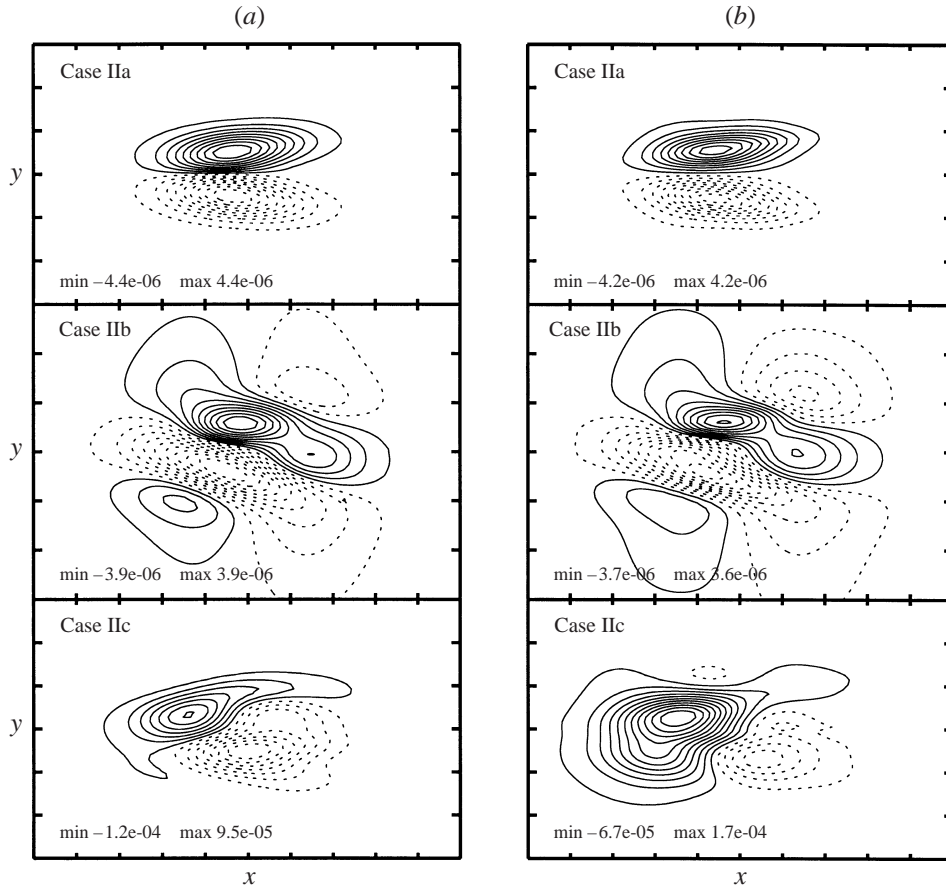 (a)
(b)
Case IIa
Case IIa
y
min –4.4e-06 max 4.4e-06
min –4.2e-06 max 4.2e-06
Case IIb
Case IIb
y
min –3.9e-06 max 3.9e-06
min –3.7e-06 max 3.6e-06
Case IIc
Case IIc
y
min –1.2e-04 max 9.5e-05
min –6.7e-05 max 1.7e-04
x
x